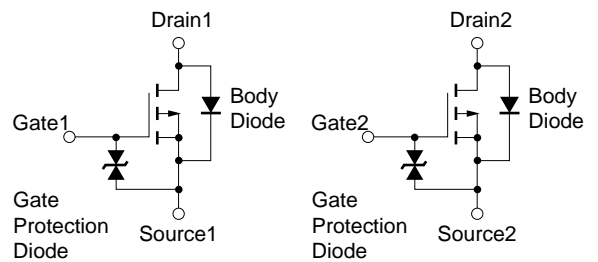 Drain1
Body
Diode
Gate1
Gate
Protection
Diode
Source1
Drain2
Body
Diode
Gate2
Gate
Protection
Diode
Source2